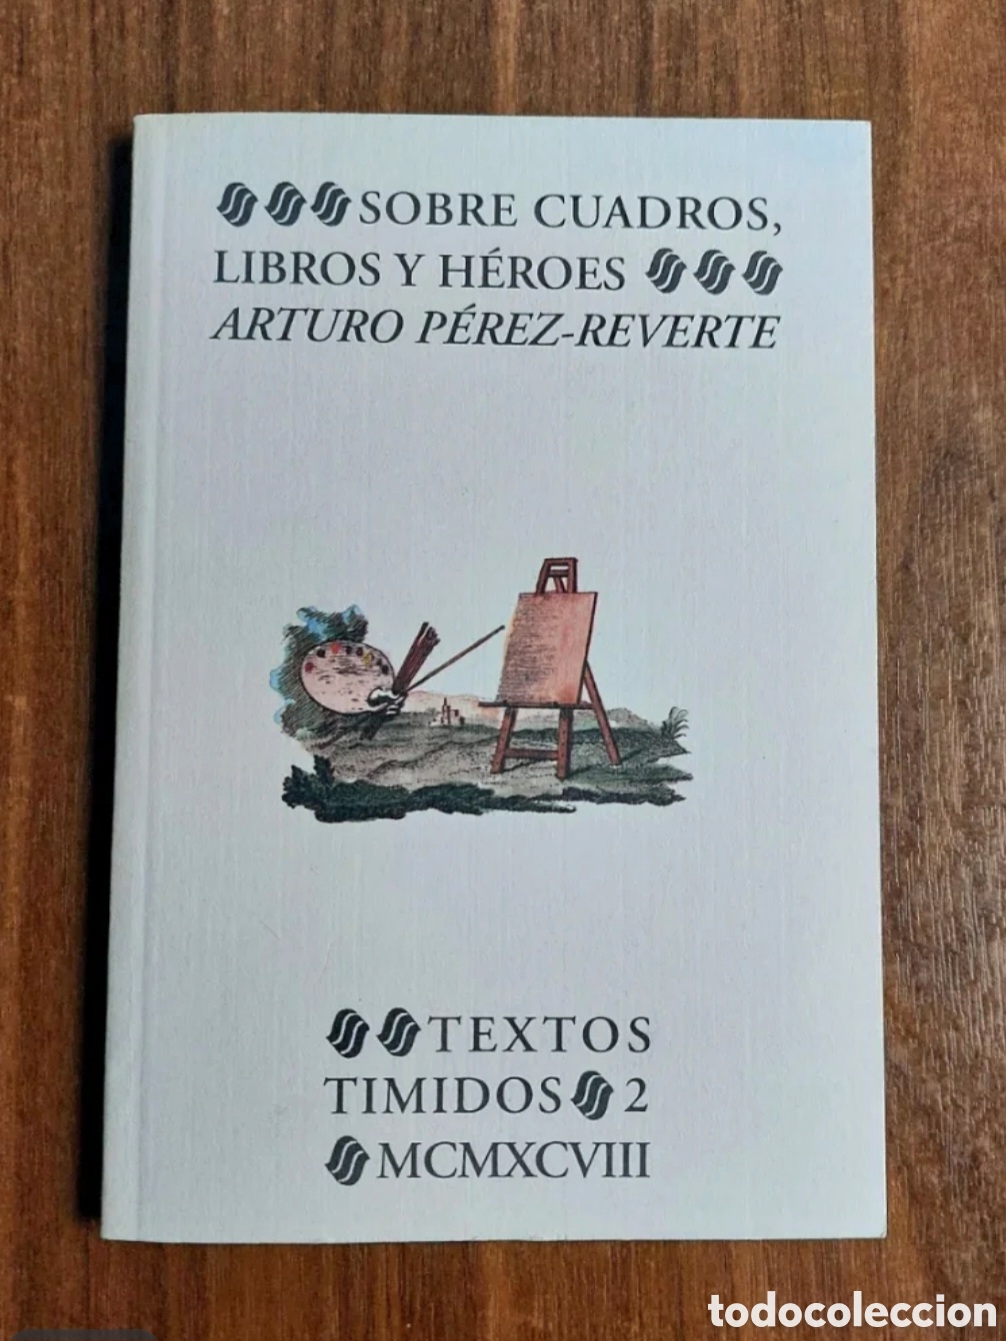 SOBRE CUADROS,
LIBROS Y HÉROES
ARTURO PÉREZ-REVERTE
TEXTOS
TIMIDOS 2
MCMXCVIII
todocoleccion